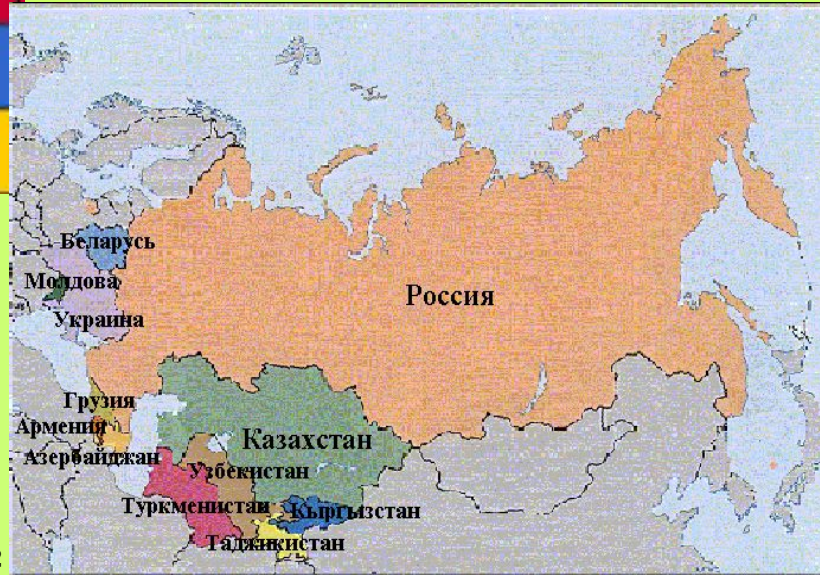 Беларусь
Молдова
Россия
Украина
Грузия
Армения
Казахстан
Азербайджан
Узбекистан
Туркменистан
Кыргызстан
Таджикистан